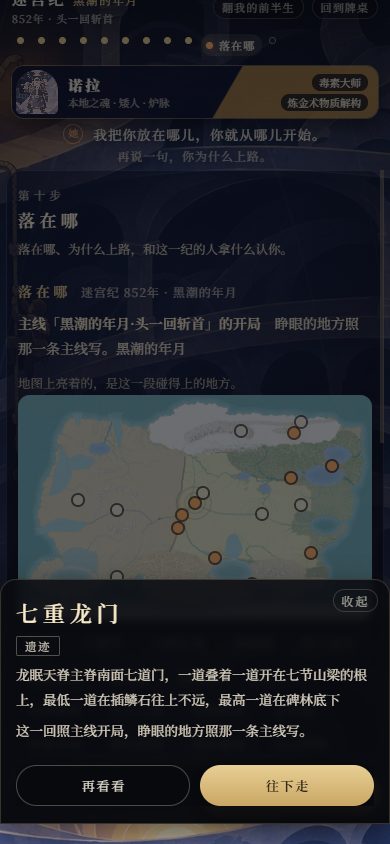 迷宫纪 黑潮的年月
852年 · 头一回斩首
翻我的前半生
回到牌桌
落在哪
诺拉
本地之魂 · 矮人 · 炉脉
毒素大师
炼金术物质解构
她 我把你放在哪儿，你就从哪儿开始。
再说一句，你为什么上路。
第十步
落在哪
落在哪、为什么上路，和这一纪的人拿什么认你。
落在哪 迷宫纪 852年 · 黑潮的年月
主线「黑潮的年月·头一回斩首」的开局 睁眼的地方照
那一条主线写。黑潮的年月
地图上亮着的，是这一段碰得上的地方。
七重龙门
收起
遗迹
龙眠天脊主脊南面七道门，一道叠着一道开在七节山梁的根
上，最低一道在插鳞石往上不远，最高一道在碑林底下
这一回照主线开局，睁眼的地方照那一条主线写。
再看看
往下走